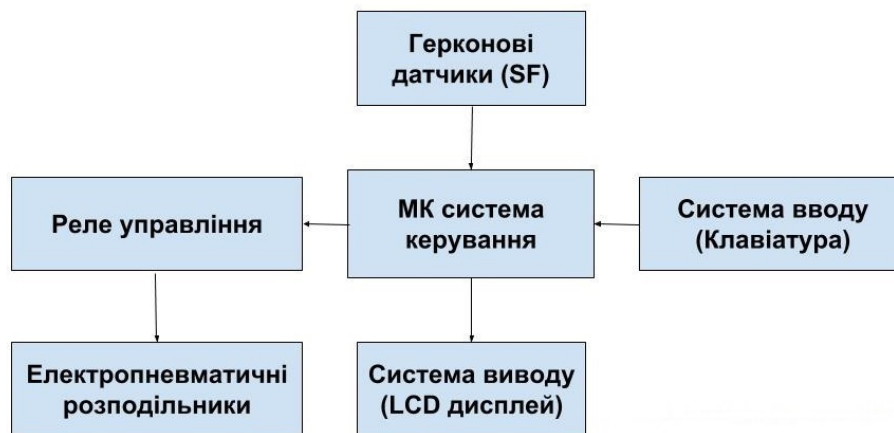 Герконові
датчики (SF)
Реле управління
МК система
керування
Система вводу
(Клавіатура)
Електропневматичні
розподільники
Система виводу
(LCD дисплей)